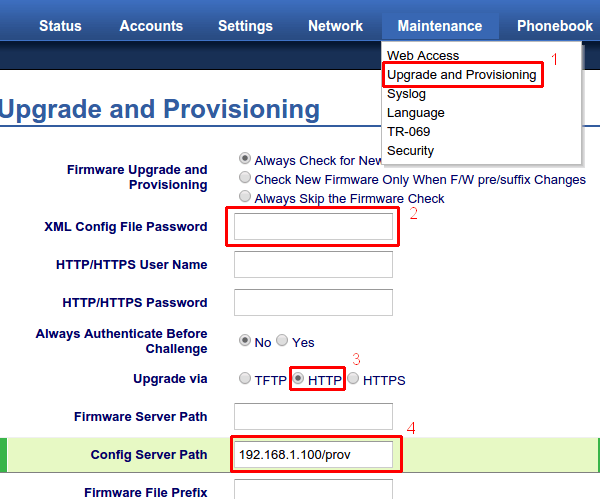 Status Accounts Settings Network Maintenance Phonebook
Web Access 1
Upgrade and Provisioning
Syslog
Language
TR-069
Security
Upgrade and Provisioning
Firmware Upgrade and Provisioning
Always Check for New
Check New Firmware Only When F/W pre/suffix Changes
Always Skip the Firmware Check
XML Config File Password 2
HTTP/HTTPS User Name
HTTP/HTTPS Password
Always Authenticate Before Challenge No Yes
3
Upgrade via TFTP HTTP HTTPS
Firmware Server Path
4
Config Server Path 192.168.1.100/prov
Firmware File Prefix